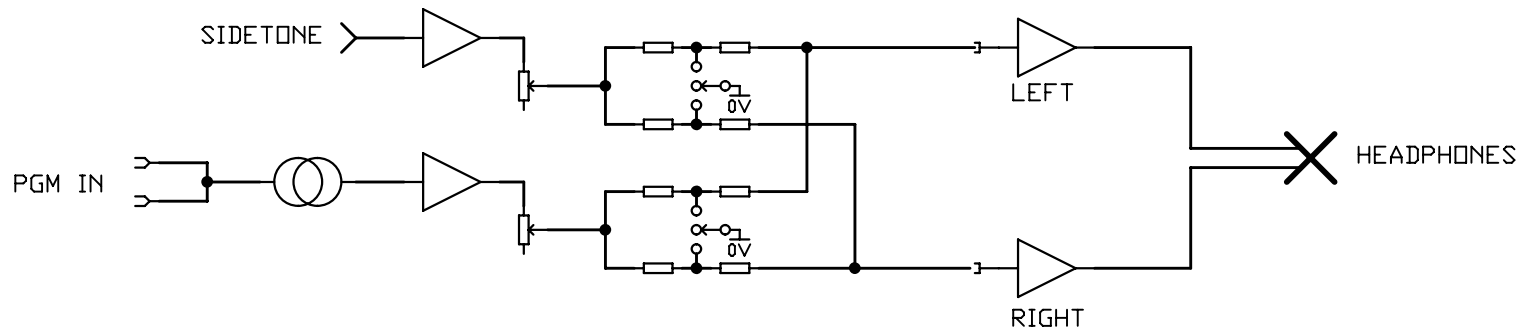 SIDETONE
0V
LEFT
PGM IN
HEADPHONES
0V
RIGHT